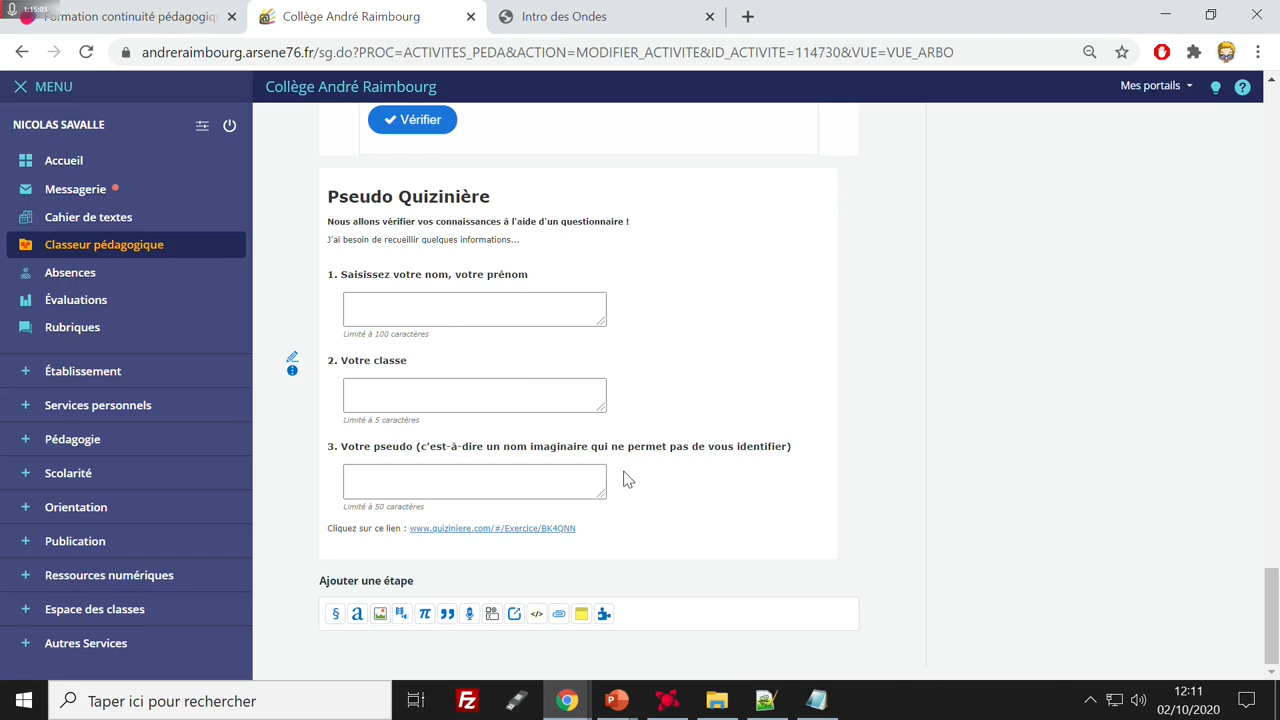 1:15:03
Formation continuité pédagogiq
Collège André Raimbourg
Intro des Ondes
andreraimbourg.arsene76.fr/sg.do?PROC=ACTIVITES_PEDA&ACTION=MODIFIER_ACTIVITE&ID_ACTIVITE=114730&VUE=VUE_ARBO
MENU
Collège André Raimbourg
Mes portails
NICOLAS SAVALLE
Accueil
Messagerie
Cahier de textes
Classeur pédagogique
Absences
Évaluations
Rubriques
Établissement
Services personnels
Pédagogie
Scolarité
Orientation
Publication
Ressources numériques
Espace des classes
Autres Services
Vérifier
Pseudo Quizinière
Nous allons vérifier vos connaissances à l'aide d'un questionnaire !
J'ai besoin de recueillir quelques informations...
1. Saisissez votre nom, votre prénom
Limité à 100 caractères
2. Votre classe
Limité à 5 caractères
3. Votre pseudo (c'est-à-dire un nom imaginaire qui ne permet pas de vous identifier)
Limité à 50 caractères
Cliquez sur ce lien : www.quiziniere.com/#/Exercice/BK4QNN
Ajouter une étape
Taper ici pour rechercher
12:11
02/10/2020